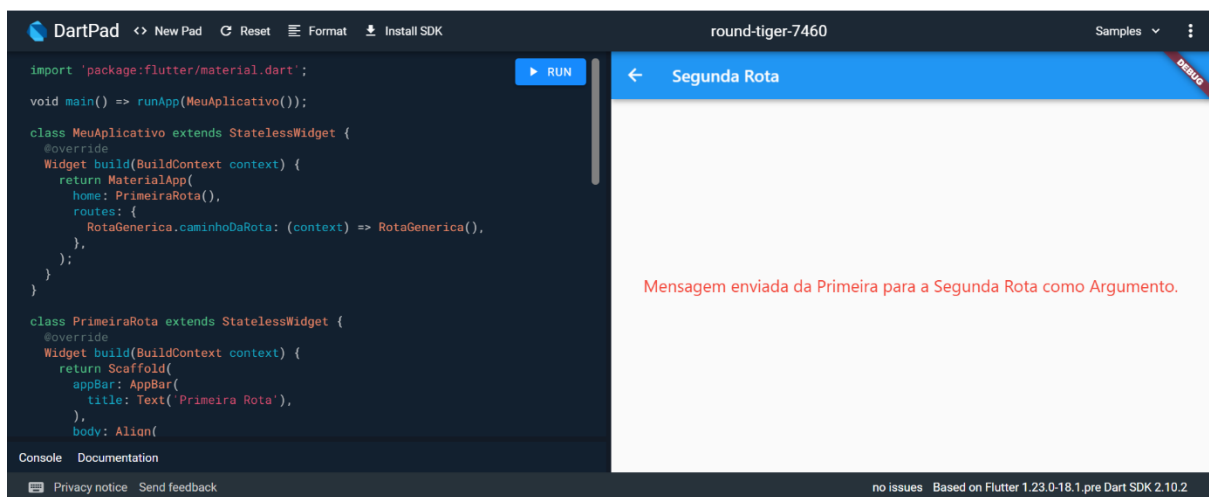 DartPad <> New Pad Reset Format Install SDK round-tiger-7460 Samples
import 'package:flutter/material.dart';
RUN
void main() => runApp(MeuAplicativo());
class MeuAplicativo extends StatelessWidget {
@override
Widget build(BuildContext context) {
return MaterialApp(
home: PrimeiraRota(),
routes: {
RotaGenerica.caminhoDaRota: (context) => RotaGenerica(),
},
);
}
}
class PrimeiraRota extends StatelessWidget {
@override
Widget build(BuildContext context) {
return Scaffold(
appBar: AppBar(
title: Text('Primeira Rota'),
),
body: Align(
Console Documentation
Segunda Rota
DEBUG
Mensagem enviada da Primeira para a Segunda Rota como Argumento.
Privacy notice Send feedback
no issues Based on Flutter 1.23.0-18.1.pre Dart SDK 2.10.2